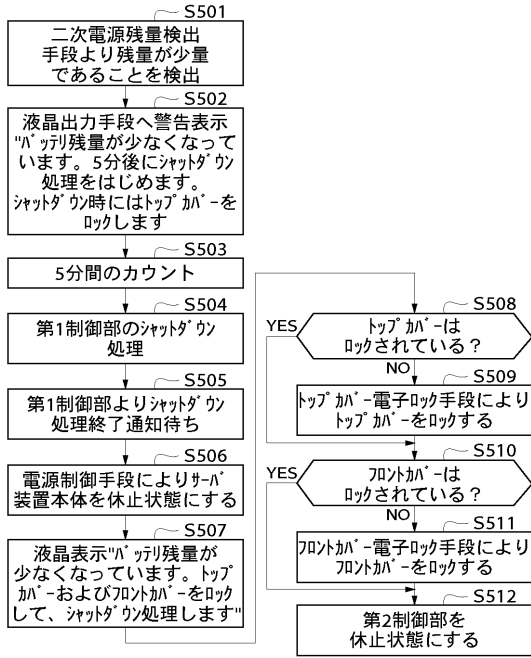 S501
二次電源残量検出
手段より残量が少量
であることを検出
S502
液晶出力手段へ警告表示
"ﾊﾞｯﾃﾘ残量が少なくなって
います。5分後にｼｬｯﾄﾀﾞｳﾝ
処理をはじめます。
ｼｬｯﾄﾀﾞｳﾝ時にはﾄｯﾌﾟｶﾊﾞｰを
ﾛｯｸします
S503
5分間のカウント
S504
第1制御部のｼｬｯﾄﾀﾞｳﾝ
処理
S505
第1制御部よりｼｬｯﾄﾀﾞｳﾝ
処理終了通知待ち
S506
電源制御手段によりｻｰﾊﾞ
装置本体を休止状態にする
S507
液晶表示"ﾊﾞｯﾃﾘ残量が
少なくなっています。ﾄｯﾌﾟ
ｶﾊﾞｰおよびﾌﾛﾝﾄｶﾊﾞｰをﾛｯｸ
して、ｼｬｯﾄﾀﾞｳﾝ処理します"
S508
YES
ﾄｯﾌﾟｶﾊﾞｰは
ﾛｯｸされている？
NO
S509
ﾄｯﾌﾟｶﾊﾞｰ電子ﾛｯｸ手段により
ﾄｯﾌﾟｶﾊﾞｰをﾛｯｸする
S510
YES
ﾌﾛﾝﾄｶﾊﾞｰは
ﾛｯｸされている？
NO
S511
ﾌﾛﾝﾄｶﾊﾞｰ電子ﾛｯｸ手段により
ﾌﾛﾝﾄｶﾊﾞｰをﾛｯｸする
S512
第2制御部を
休止状態にする